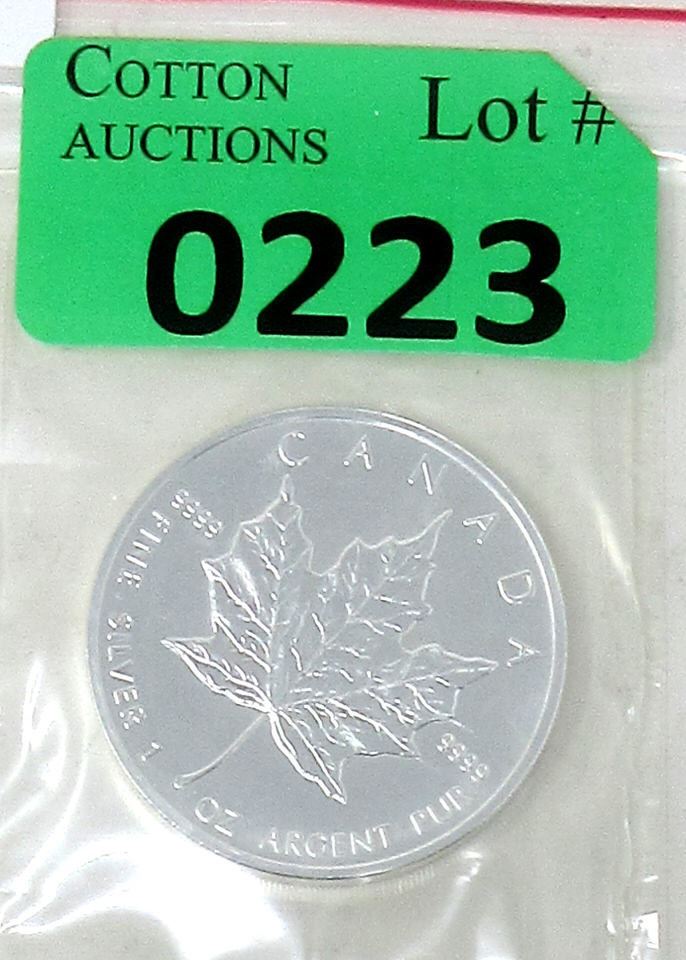 COTTON
AUCTIONS
Lot #
0223
CANADA
9999
FINE SILVER 1 OZ ARGENT PUR
9999